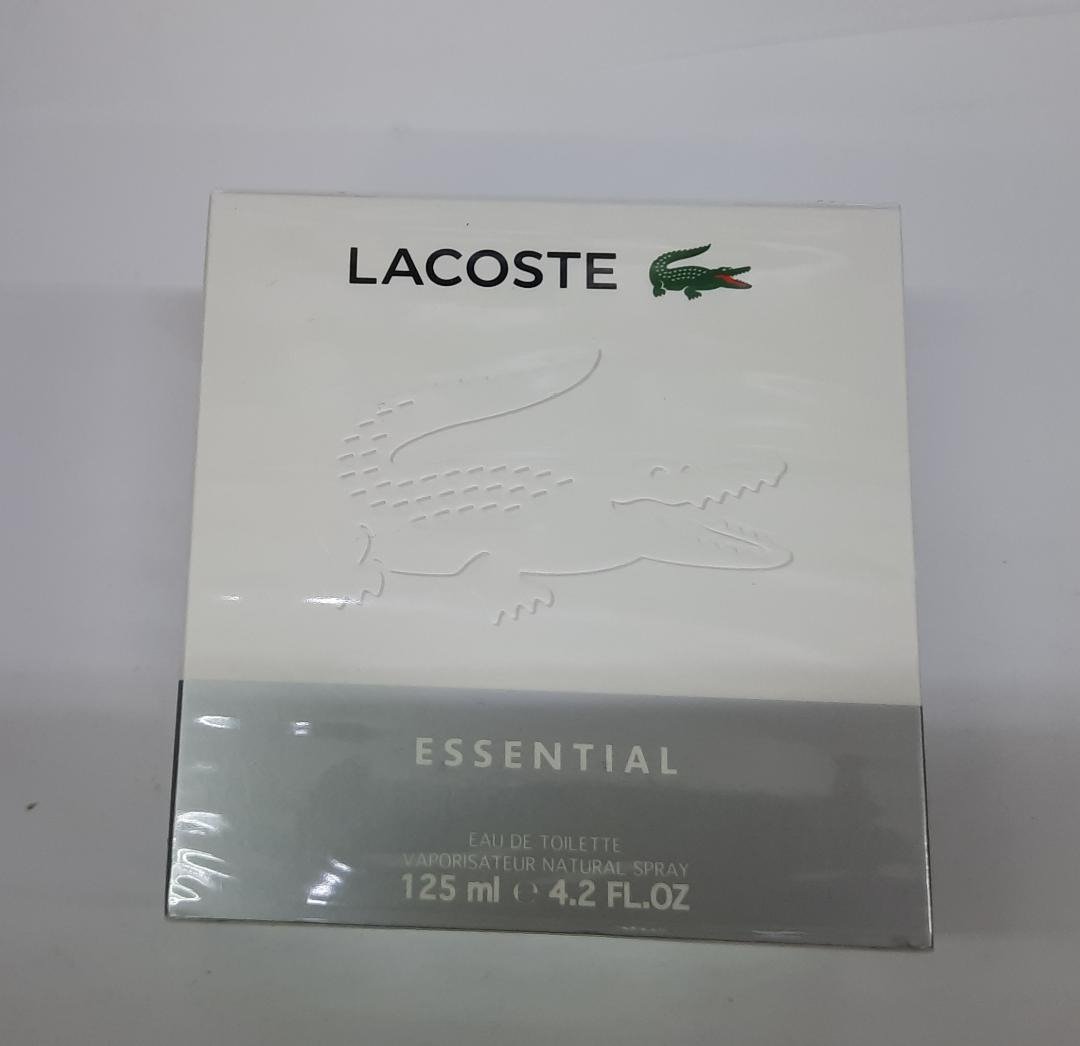 LACOSTE
ESSENTIAL
EAU DE TOILETTE
VAPORISATEUR NATURAL SPRAY
125 ml e 4.2 FL.OZ